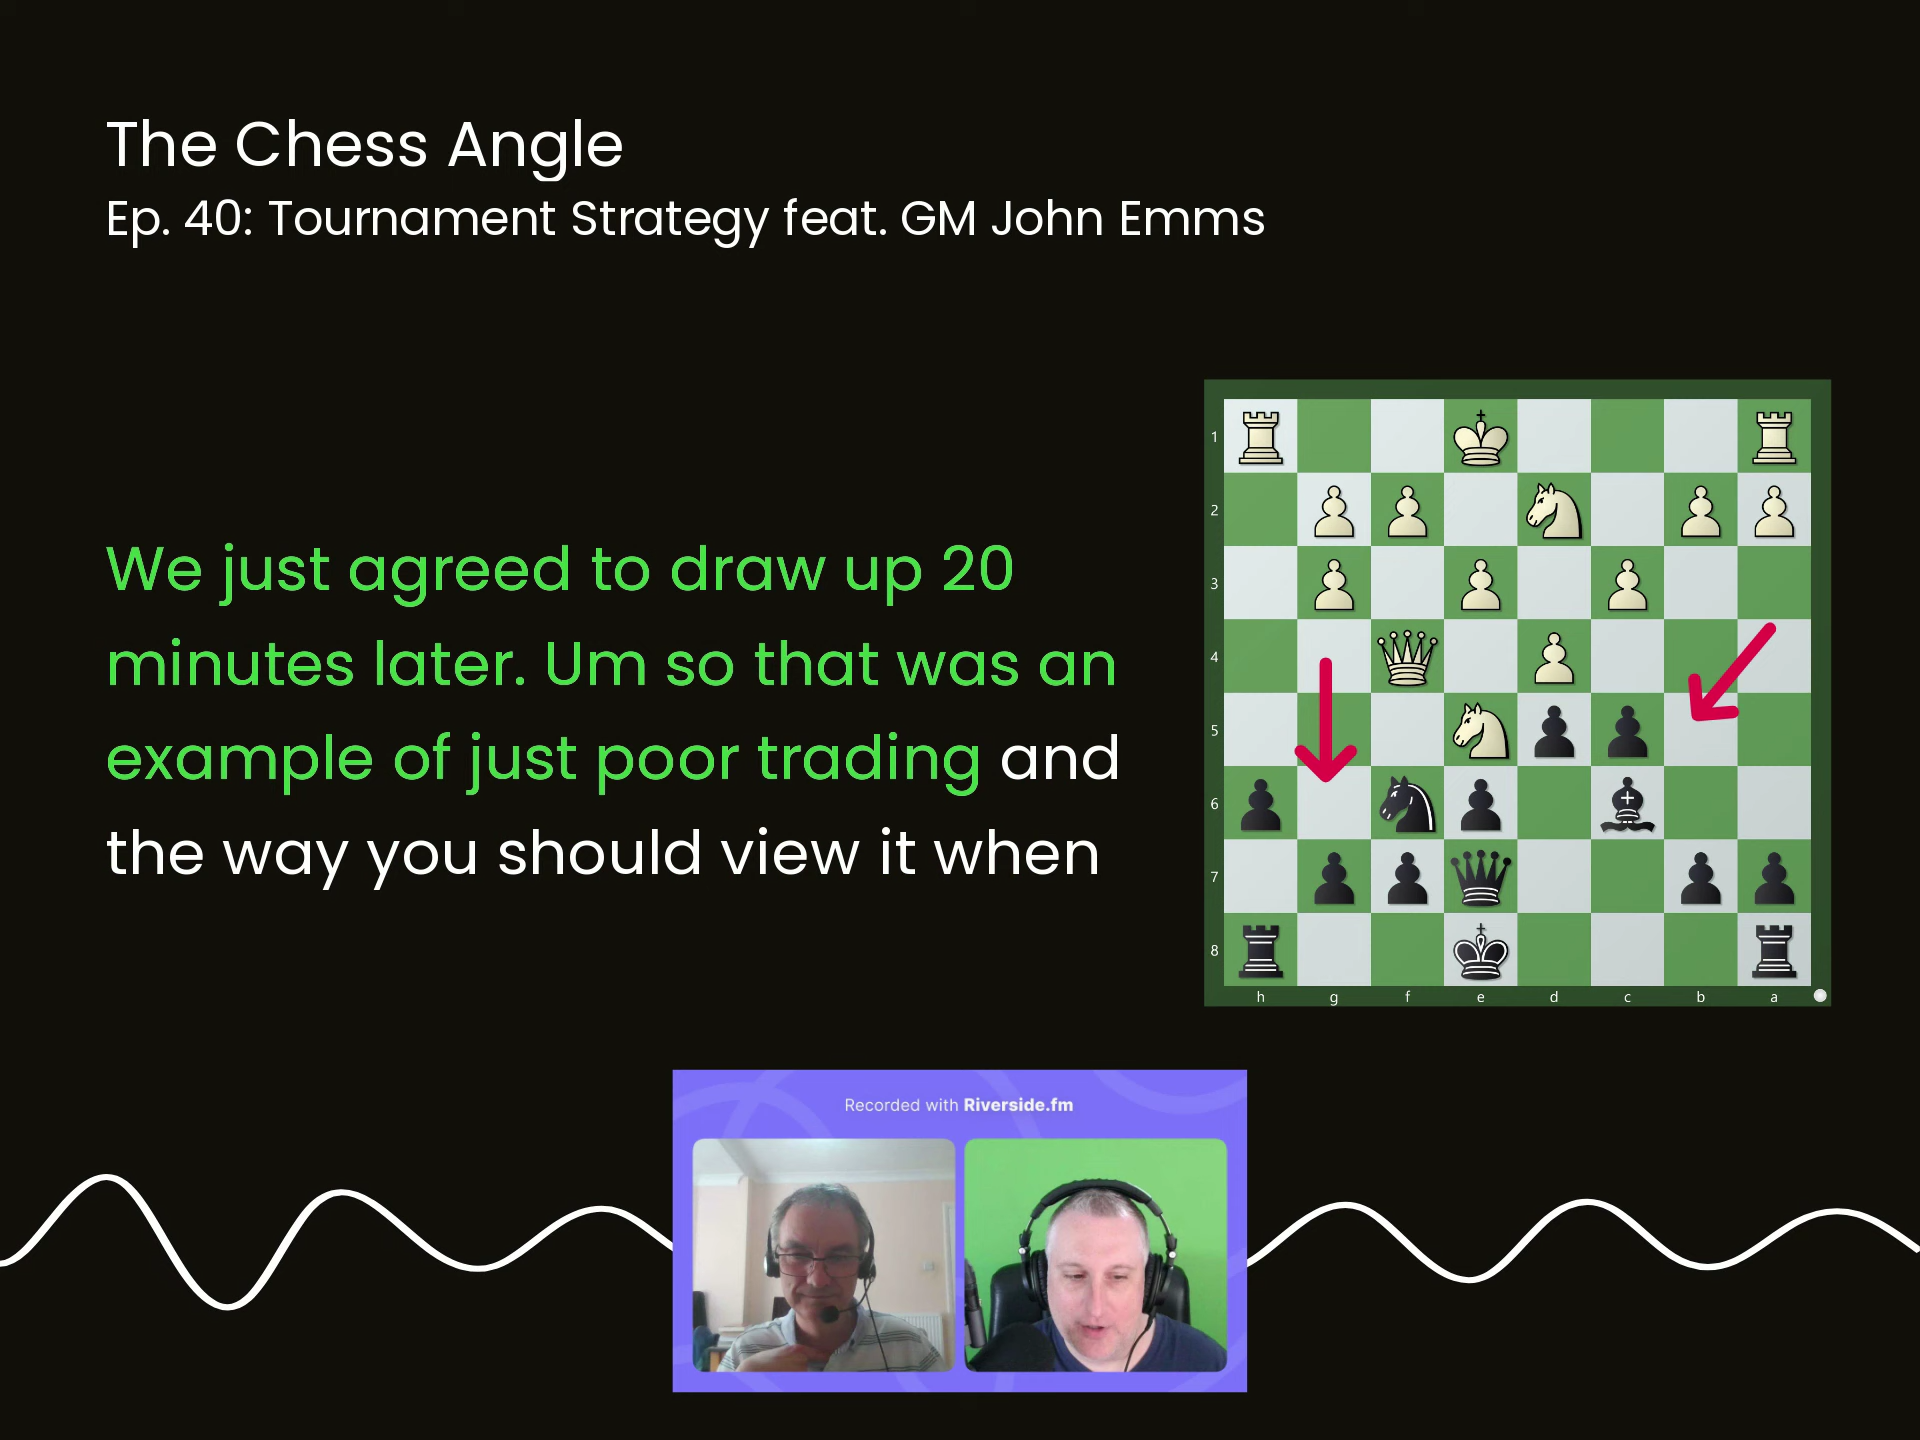 The Chess Angle
Ep. 40: Tournament Strategy feat. GM John Emms
We just agreed to draw up 20
minutes later. Um so that was an
example of just poor trading and
the way you should view it when
1
2
3
4
5
6
7
8
h g f e d c b a
Recorded with Riverside.fm